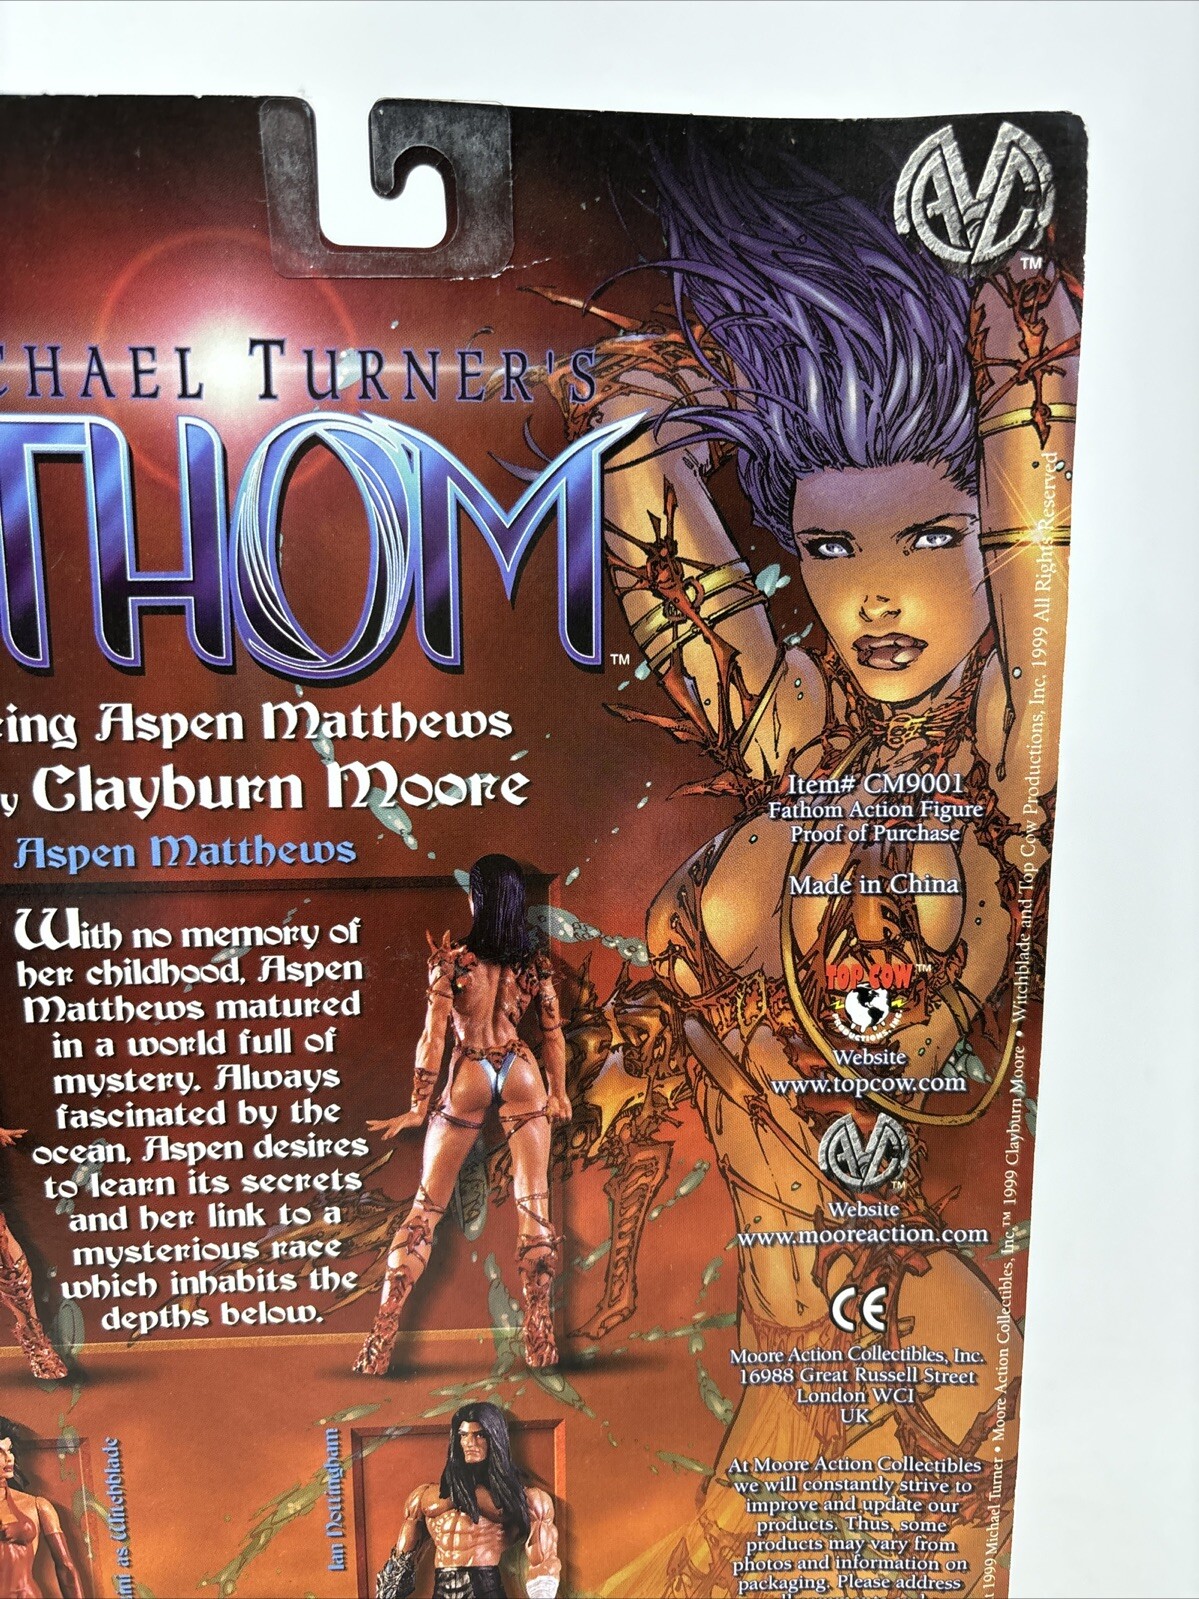 CHAEL TURNER'S
THOM™
cing Aspen Matthews
y Clayburn Moore
Aspen Matthews
With no memory of
her childhood, Aspen
Matthews matured
in a world full of
mystery. Always
fascinated by the
ocean, Aspen desires
to learn its secrets
and her link to a
mysterious race
which inhabits the
depths below.
as Witchblade
Ian Nottingham
TM
Item# CM9001
Fathom Action Figure
Proof of Purchase
Made in China
TOP COW™
PRODUCTIONS, INC.
Website
www.topcow.com
TM
Website
www.mooreaction.com
CE
Moore Action Collectibles, Inc.
16988 Great Russell Street
London WCI
UK
At Moore Action Collectibles
we will constantly strive to
improve and update our
products. Thus, some
products may vary from
photos and information on
packaging. Please address
1999 Michael Turner • Moore Action Collectibles, Inc.™ 1999 Clayburn Moore • Witchblade and Top Cow Productions, Inc. 1999 All Rights Reserved